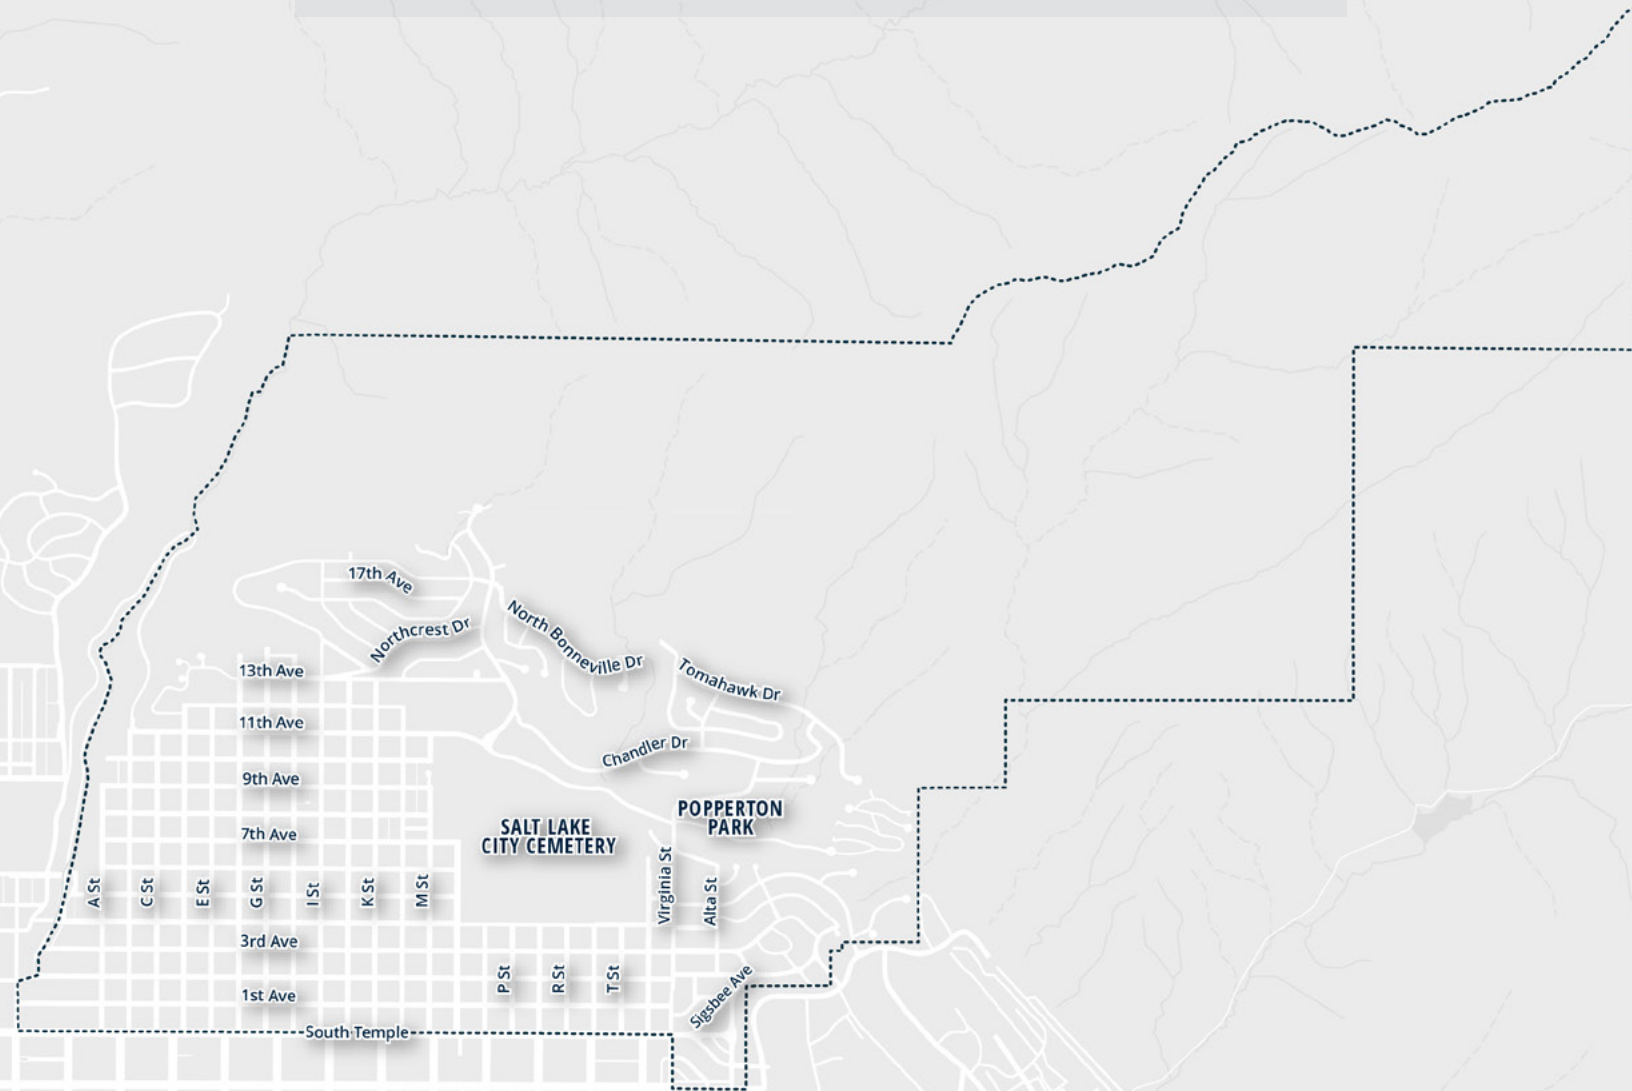 17th Ave
Northcrest Dr
North Bonneville Dr
13th Ave
Tomahawk Dr
11th Ave
Chandler Dr
9th Ave
POPPERTON
PARK
7th Ave
SALT LAKE
CITY CEMETERY
A St
C St
E St
G St
I St
K St
M St
Virginia St
Alta St
3rd Ave
P St
R St
T St
Sigsbee Ave
1st Ave
South Temple